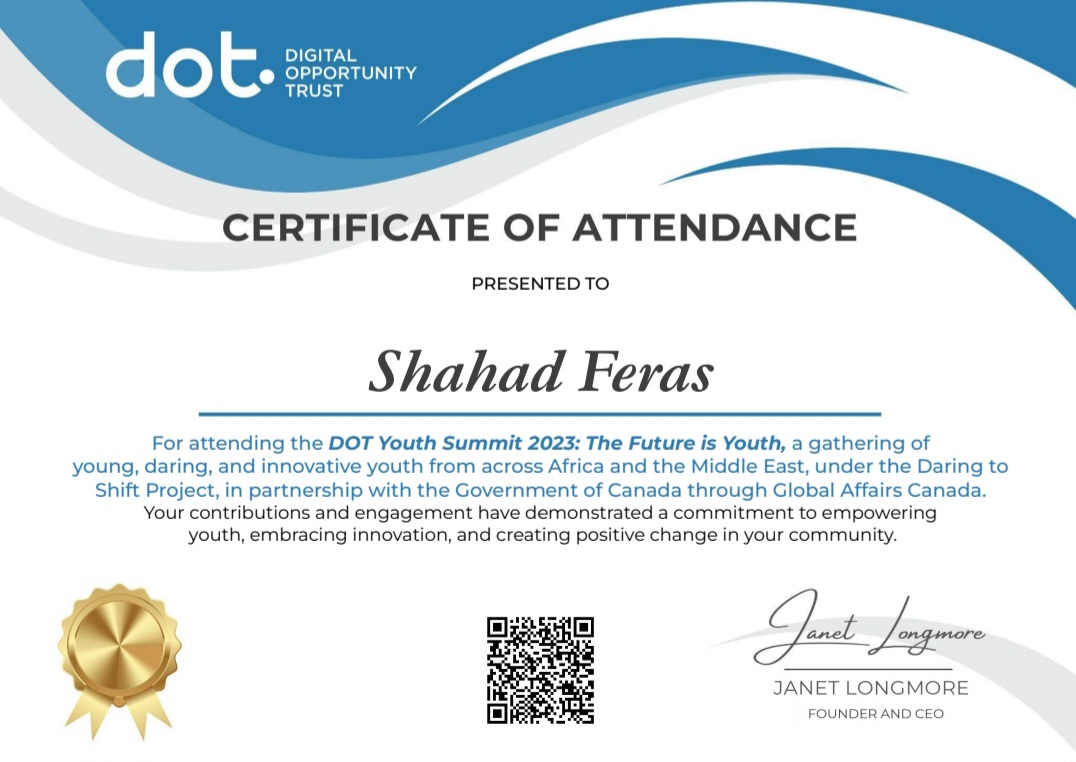 dot.
DIGITAL
OPPORTUNITY
TRUST
CERTIFICATE OF ATTENDANCE
PRESENTED TO
Shahad Feras
For attending the DOT Youth Summit 2023: The Future is Youth, a gathering of
young, daring, and innovative youth from across Africa and the Middle East, under the Daring to
Shift Project, in partnership with the Government of Canada through Global Affairs Canada.
Your contributions and engagement have demonstrated a commitment to empowering
youth, embracing innovation, and creating positive change in your community.
Janet Longmore
JANET LONGMORE
FOUNDER AND CEO